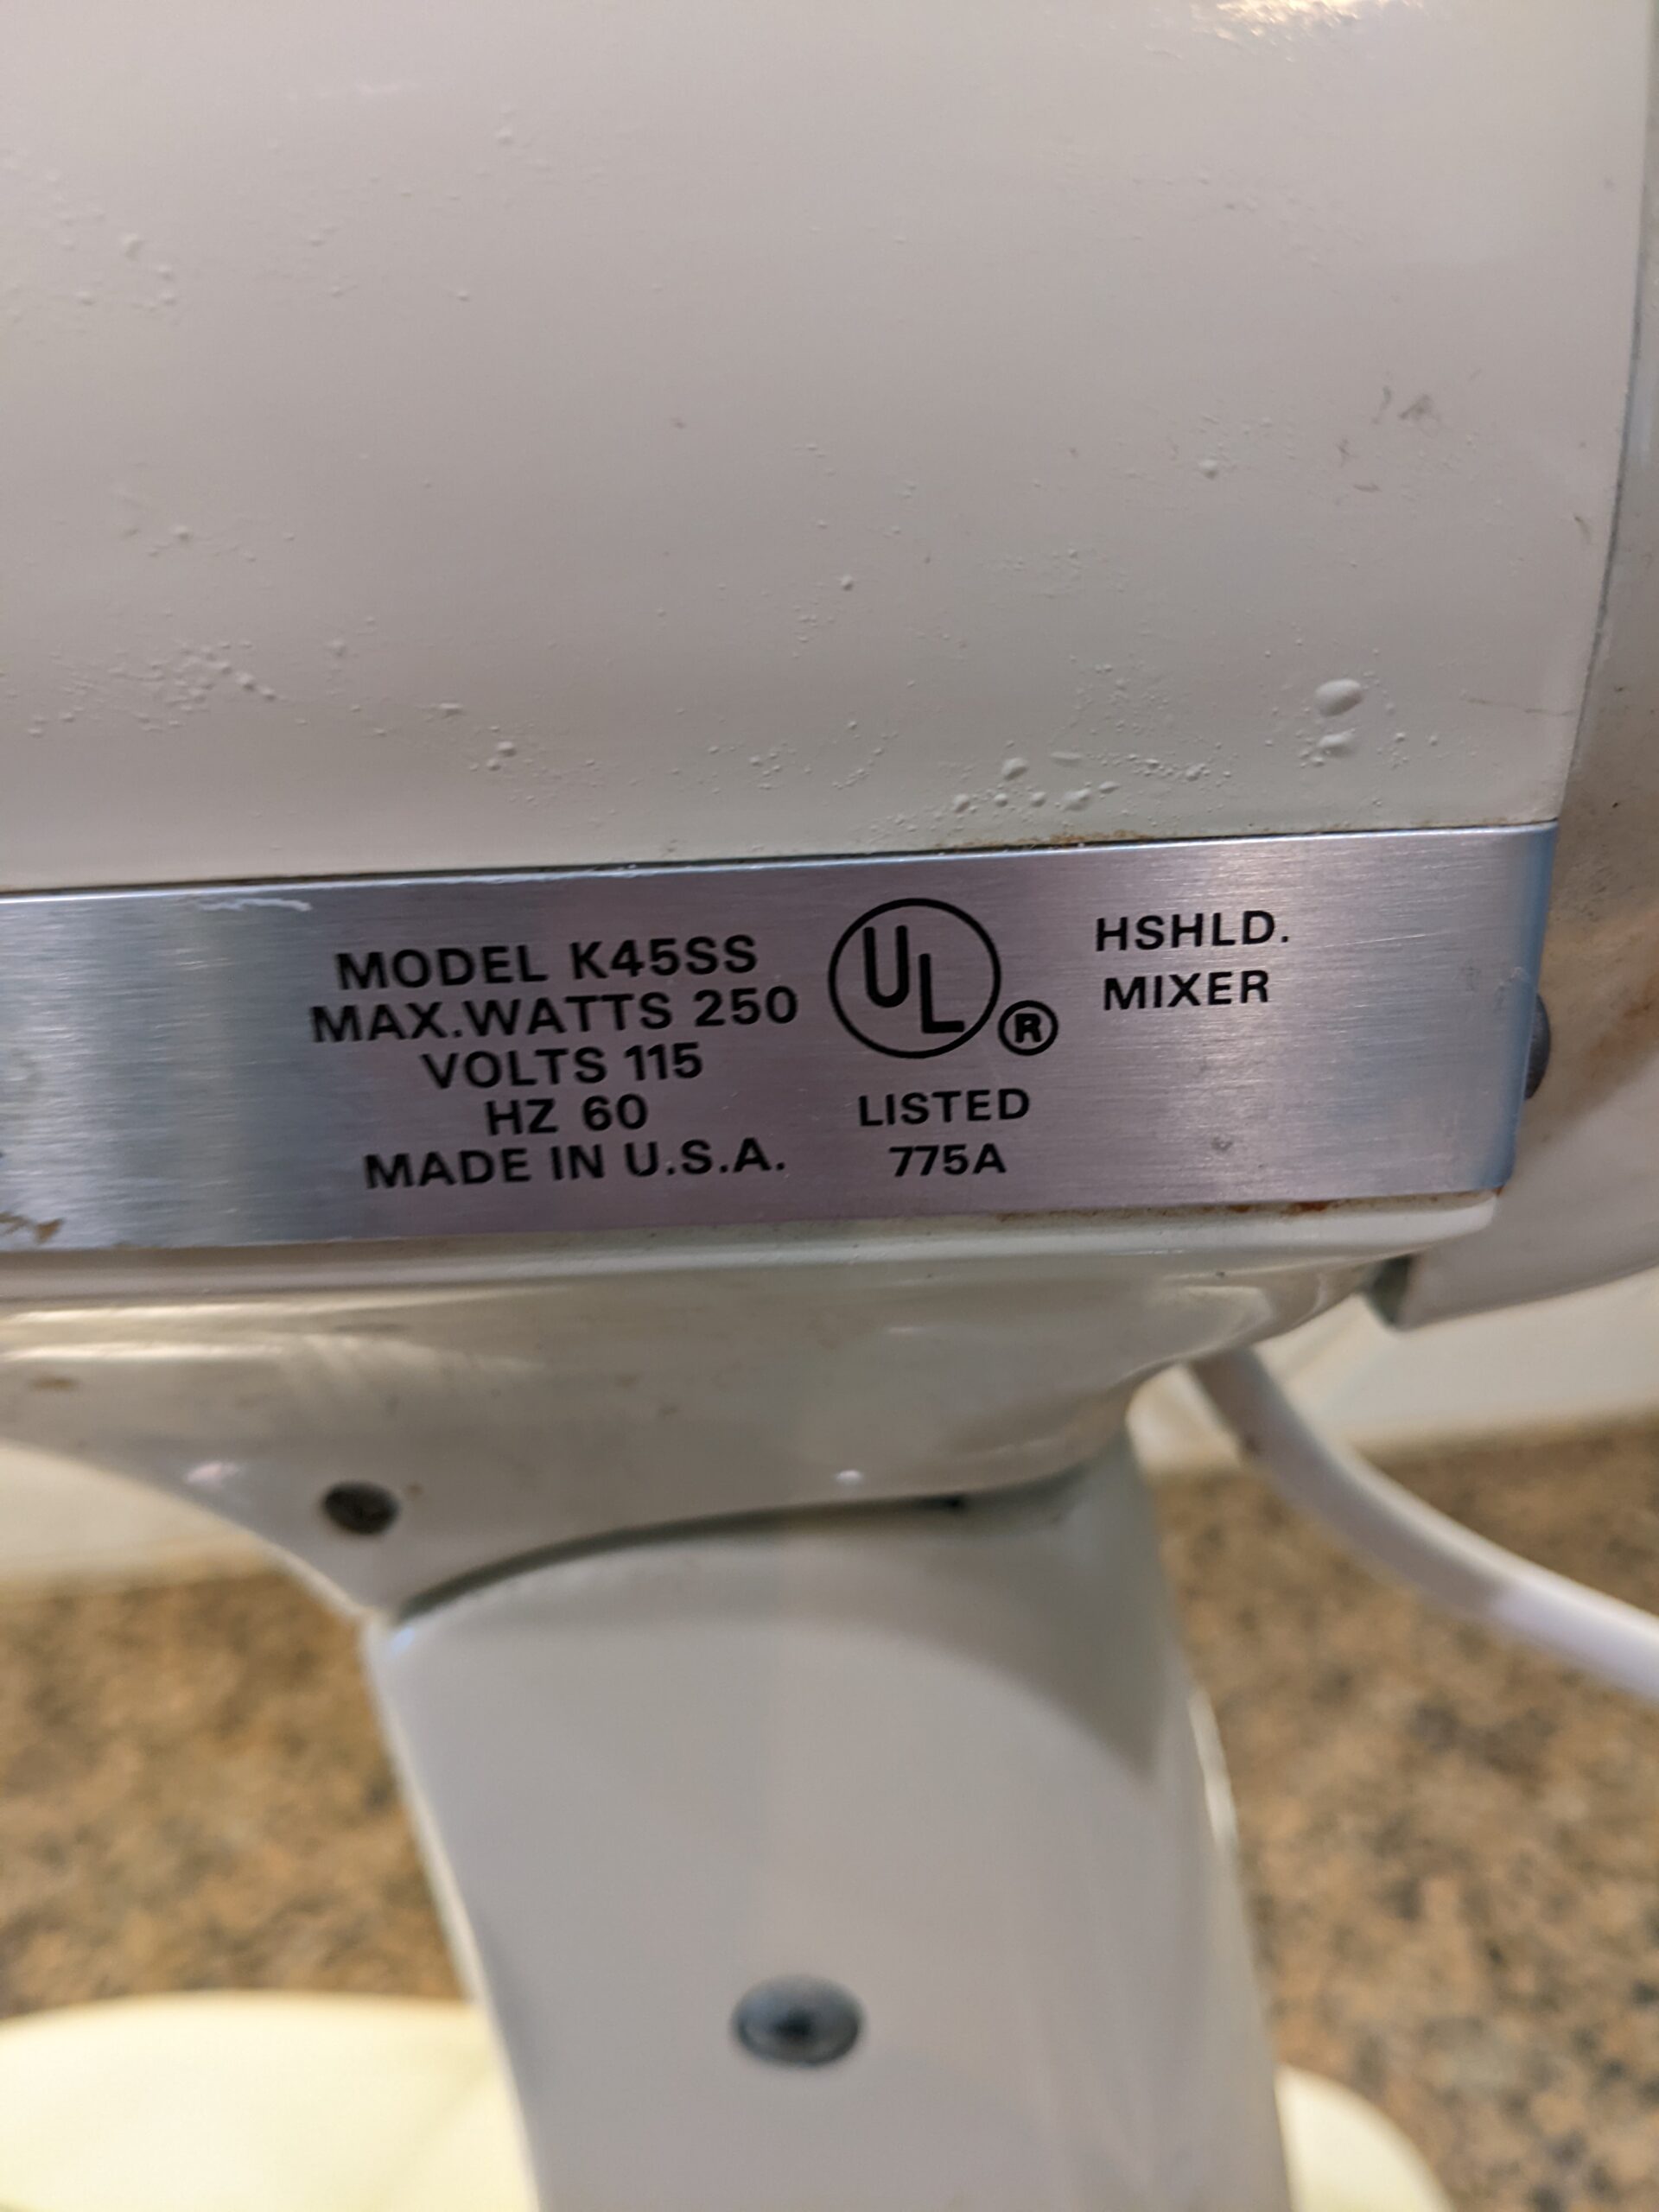 MODEL K45SS
MAX.WATTS 250
VOLTS 115
HZ 60
MADE IN U.S.A.
UL®
LISTED
775A
HSHLD.
MIXER